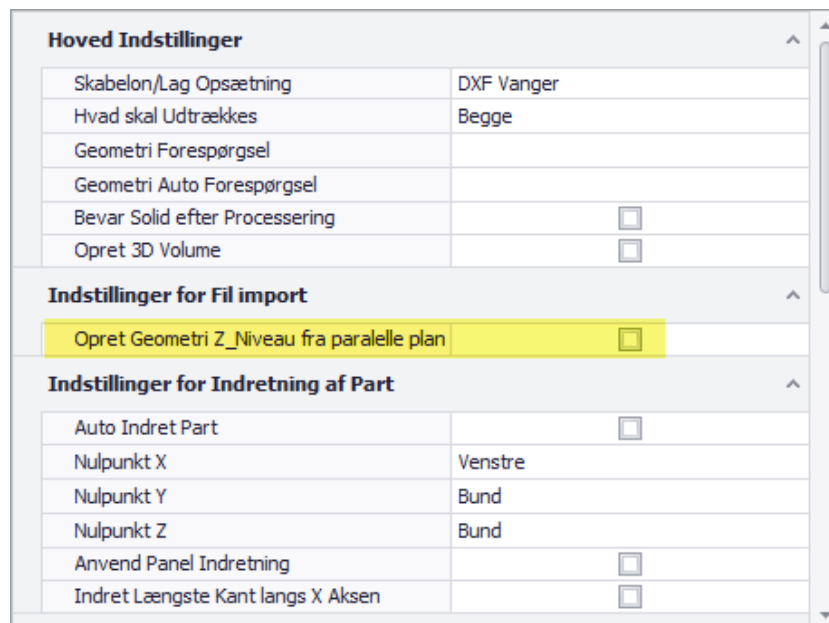 Hoved Indstillinger
Skabelon/Lag Opsætning DXF Vanger
Hvad skal Udtrækkes Begge
Geometri Forespørgsel
Geometri Auto Forespørgsel
Bevar Solid efter Processering
Opret 3D Volume
Indstillinger for Fil import
Opret Geometri Z_Niveau fra paralelle plan
Indstillinger for Indretning af Part
Auto Indret Part
Nulpunkt X Venstre
Nulpunkt Y Bund
Nulpunkt Z Bund
Anvend Panel Indretning
Indret Længste Kant langs X Aksen